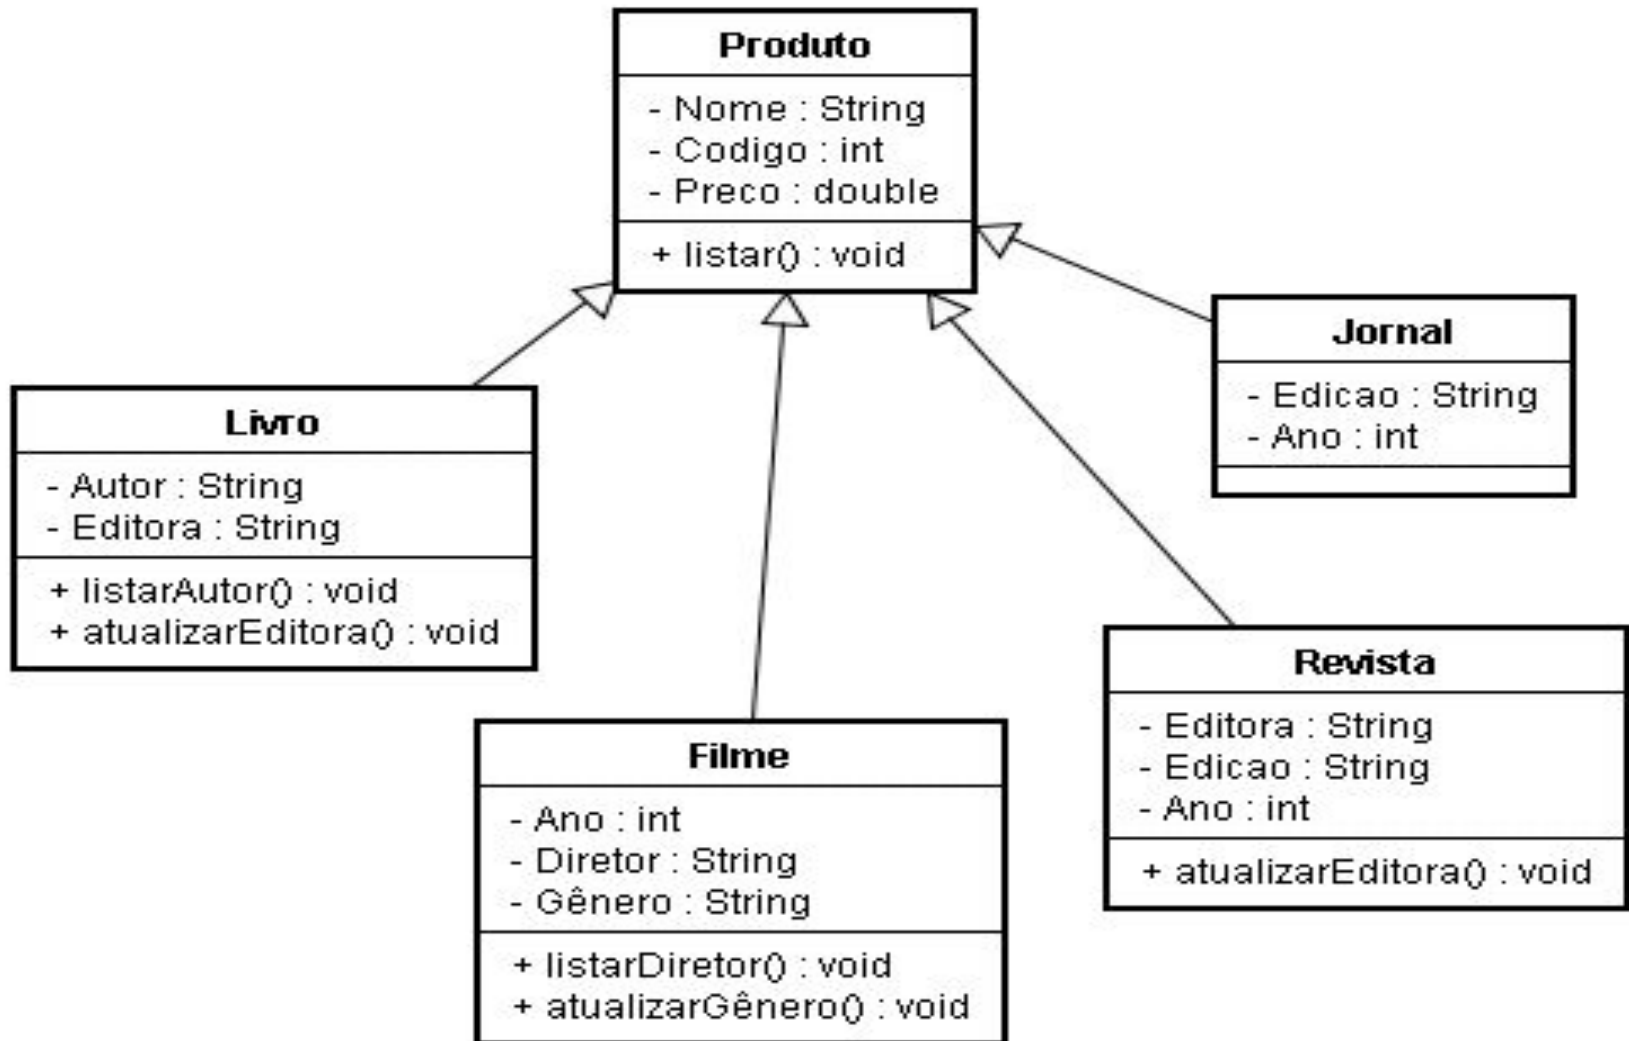 Produto
- Nome : String
- Codigo : int
- Preco : double
+ listar() : void
Jornal
- Edicao : String
- Ano : int
Livro
- Autor : String
- Editora : String
+ listarAutor() : void
+ atualizarEditora() : void
Revista
- Editora : String
- Edicao : String
- Ano : int
+ atualizarEditora() : void
Filme
- Ano : int
- Diretor : String
- Gênero : String
+ listarDiretor() : void
+ atualizarGênero() : void